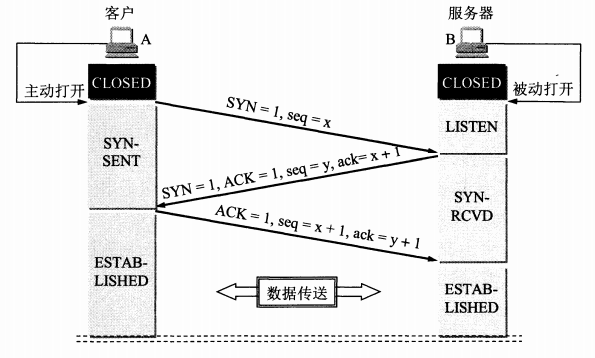 客户
服务器
A
B
CLOSED
CLOSED
主动打开
被动打开
SYN = 1, seq = x
LISTEN
SYN-
SENT
SYN = 1, ACK = 1, seq = y, ack= x + 1
SYN-
RCVD
ACK = 1, seq = x + 1, ack = y + 1
ESTAB-
LISHED
数据传送
ESTAB-
LISHED